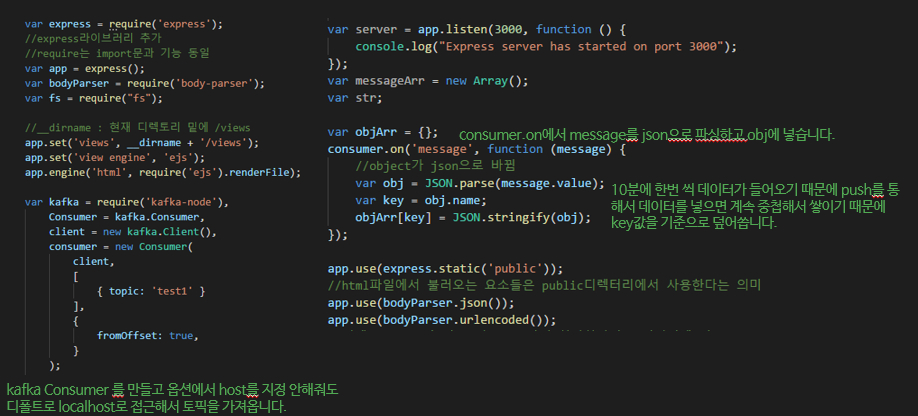 var express = require('express');
//express라이브러리 추가
//require는 import문과 기능 동일
var app = express();
var bodyParser = require('body-parser');
var fs = require("fs");
//__dirname : 현재 디렉토리 밑에 /views
app.set('views', __dirname + '/views');
app.set('view engine', 'ejs');
app.engine('html', require('ejs').renderFile);
var kafka = require('kafka-node'),
Consumer = kafka.Consumer,
client = new kafka.Client(),
consumer = new Consumer(
client,
[
{ topic: 'test1' }
],
{
fromOffset: true,
}
);
kafka Consumer 를 만들고 옵션에서 host를 지정 안해줘도
디폴트로 localhost로 접근해서 토픽을 가져옵니다.
var server = app.listen(3000, function () {
console.log("Express server has started on port 3000");
});
var messageArr = new Array();
var str;
var objArr = {};
consumer.on에서 message를 json으로 파싱하고 obj에 넣습니다.
consumer.on('message', function (message) {
//object가 json으로 바뀜
var obj = JSON.parse(message.value);
var key = obj.name;
objArr[key] = JSON.stringify(obj);
});
10분에 한번 씩 데이터가 들어오기 때문에 push를 통
해서 데이터를 넣으면 계속 중첩해서 쌓이기 때문에
key값을 기준으로 덮어씁니다.
app.use(express.static('public'));
//html파일에서 불러오는 요소들은 public디렉터리에서 사용한다는 의미
app.use(bodyParser.json());
app.use(bodyParser.urlencoded());